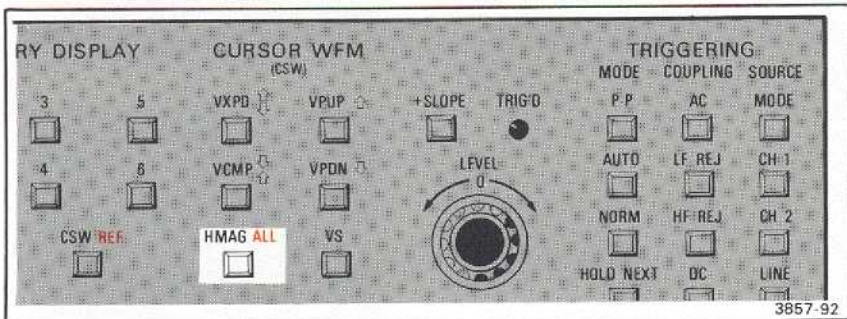 RY DISPLAY CURSOR WFM TRIGGERING
(CSW) MODE COUPLING SOURCE
3 5 VXPD VPUP +SLOPE TRIG'D P-P AC MODE
4 6 VCMP VPDN LEVEL AUTO LF REJ CH 1
0
CSW REF HMAG ALL VS NORM HF REJ CH 2
HOLD NEXT DC LINE
3857-92